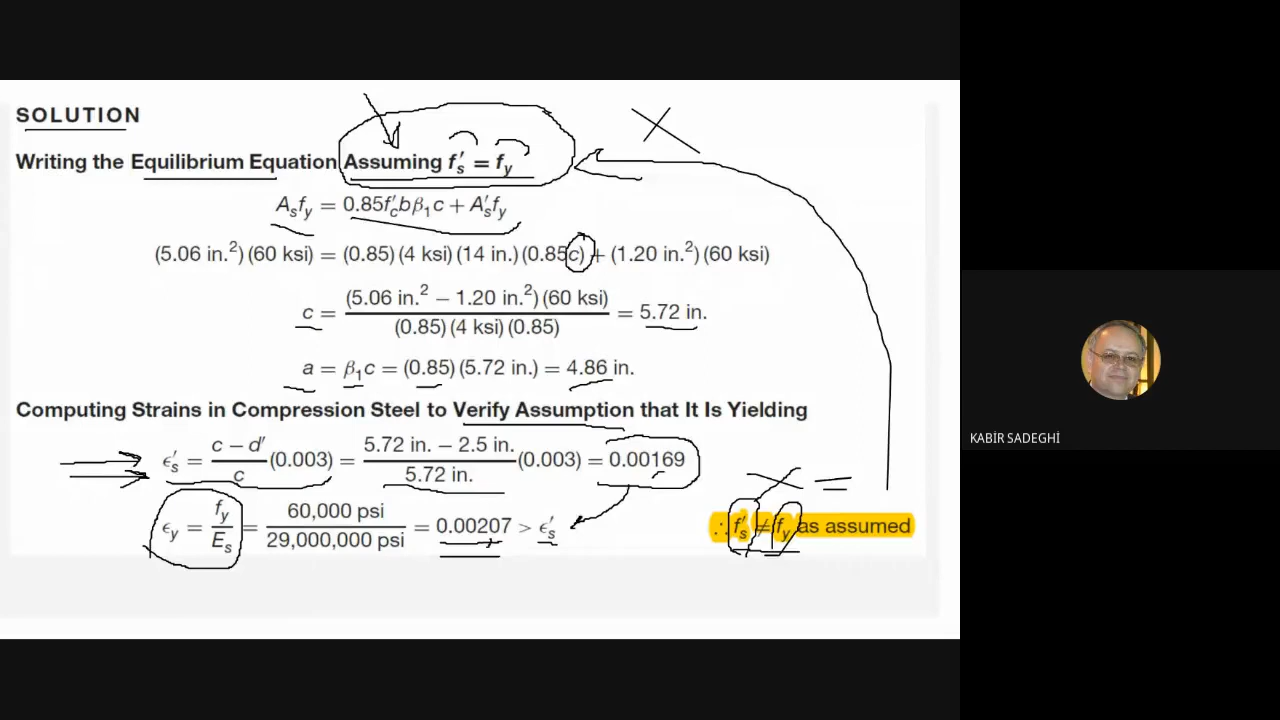 SOLUTION
Writing the Equilibrium Equation Assuming f's = fy
Asfy = 0.85f'cbβ1c + A'sfy
(5.06 in.²)(60 ksi) = (0.85)(4 ksi)(14 in.)(0.85c) + (1.20 in.²)(60 ksi)
c = (5.06 in.² − 1.20 in.²)(60 ksi) / (0.85)(4 ksi)(0.85) = 5.72 in.
a = β1c = (0.85)(5.72 in.) = 4.86 in.
Computing Strains in Compression Steel to Verify Assumption that It Is Yielding
ϵ's = c − d' / c (0.003) = 5.72 in. − 2.5 in. / 5.72 in. (0.003) = 0.00169
ϵy = fy / Es = 60,000 psi / 29,000,000 psi = 0.00207 > ϵ's ∴ f's ≠ fy as assumed
KABİR SADEGHİ